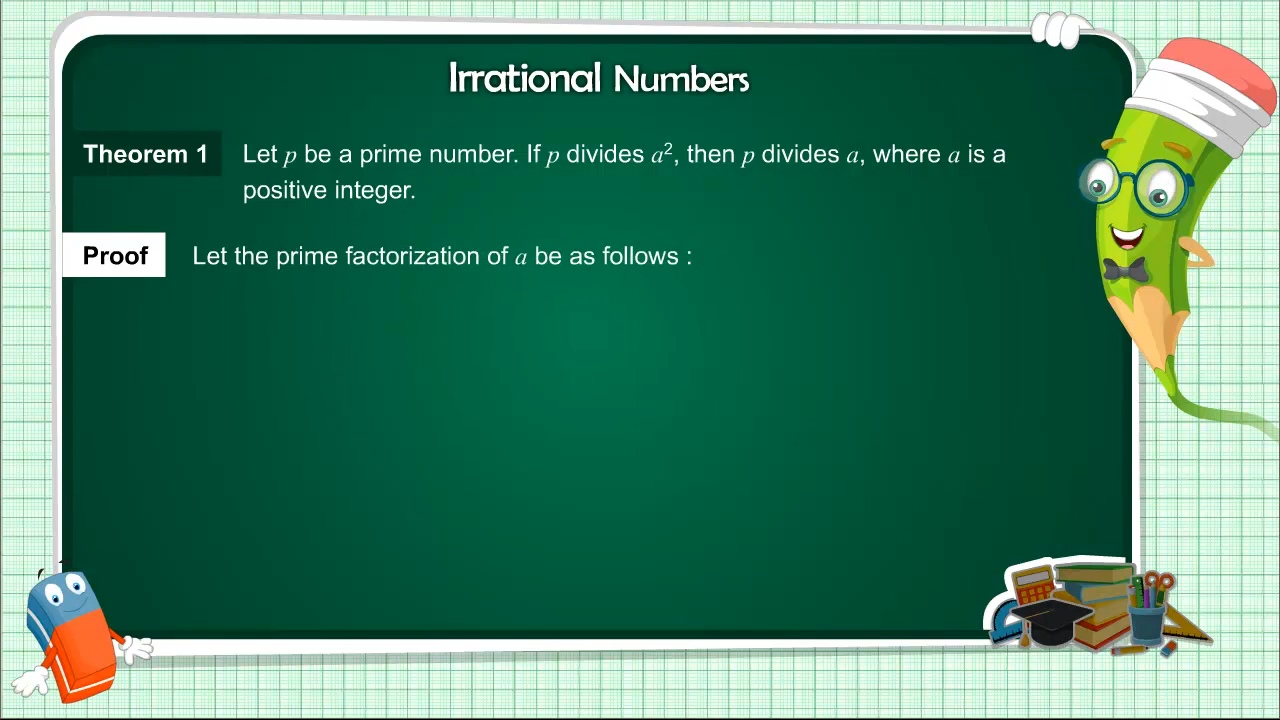 Irrational Numbers
Theorem 1 Let p be a prime number. If p divides a², then p divides a, where a is a
positive integer.
Proof Let the prime factorization of a be as follows :